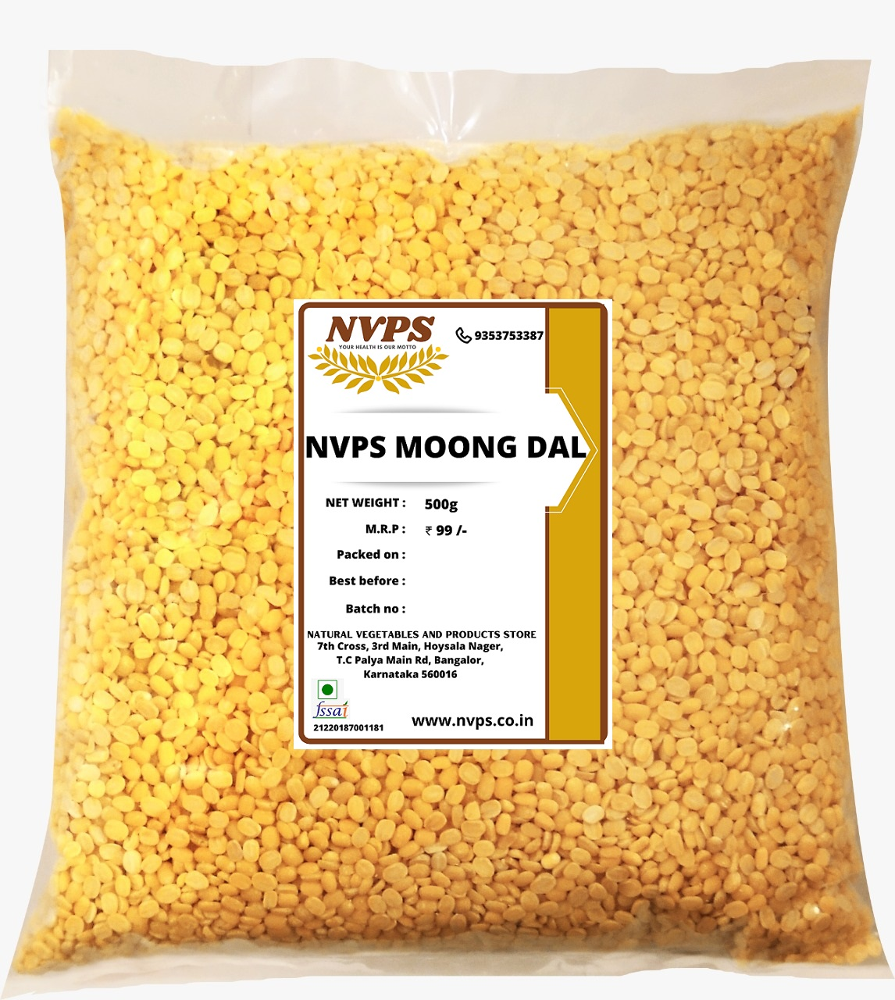 NVPS
YOUR HEALTH IS OUR MOTTO
9353753387
NVPS MOONG DAL
NET WEIGHT : 500g
M.R.P : ₹ 99 /-
Packed on :
Best before :
Batch no :
NATURAL VEGETABLES AND PRODUCTS STORE
7th Cross, 3rd Main, Hoysala Nager,
T.C Palya Main Rd, Bangalor,
Karnataka 560016
fssai
21220187001181
www.nvps.co.in